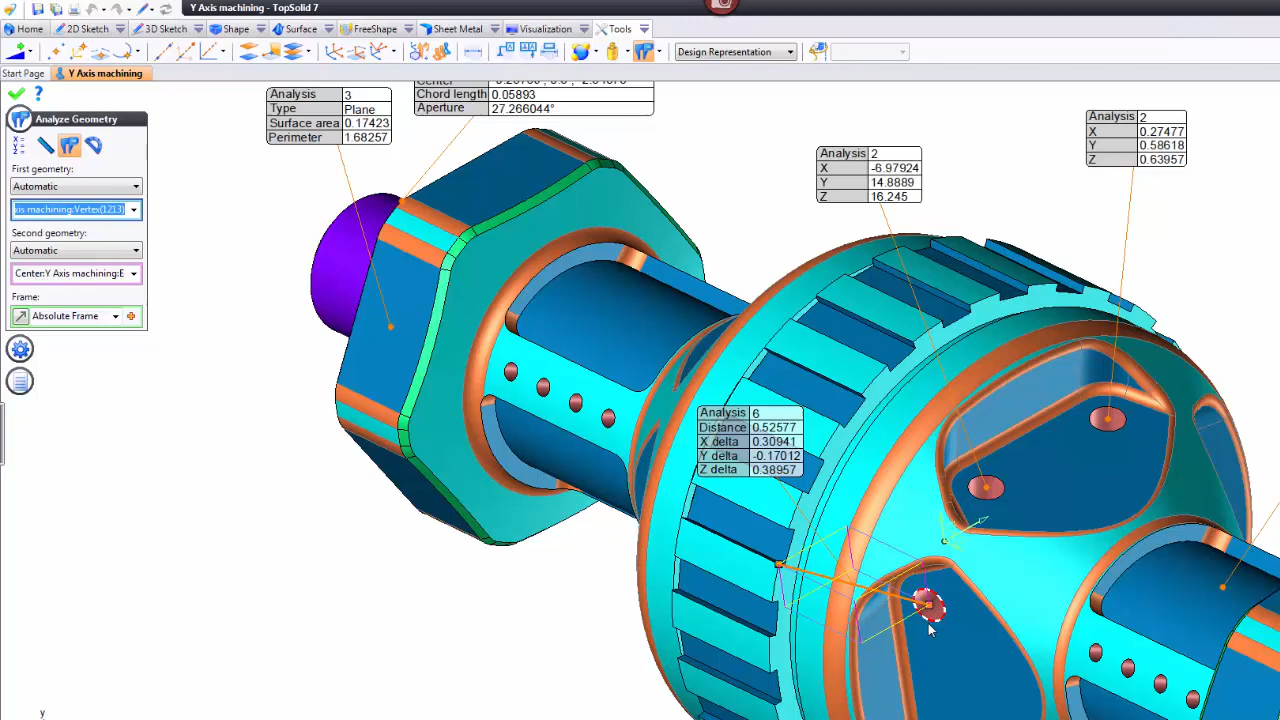 Y Axis machining - TopSolid 7
Home 2D Sketch 3D Sketch Shape Surface FreeShape Sheet Metal Visualization Tools
Design Representation
Start Page Y Axis machining
Analyze Geometry
First geometry:
Automatic
xis machining:Vertex(1213)
Second geometry:
Automatic
Center:Y Axis machining:E
Frame:
Absolute Frame
Analysis 3
Type Plane
Surface area 0.17423
Perimeter 1.68257
Chord length 0.05893
Aperture 27.266044°
Analysis 2
X -6.97924
Y 14.8889
Z 16.245
Analysis 2
X 0.27477
Y 0.58618
Z 0.63957
Analysis 6
Distance 0.52577
X delta 0.30941
Y delta -0.17012
Z delta 0.38957
y